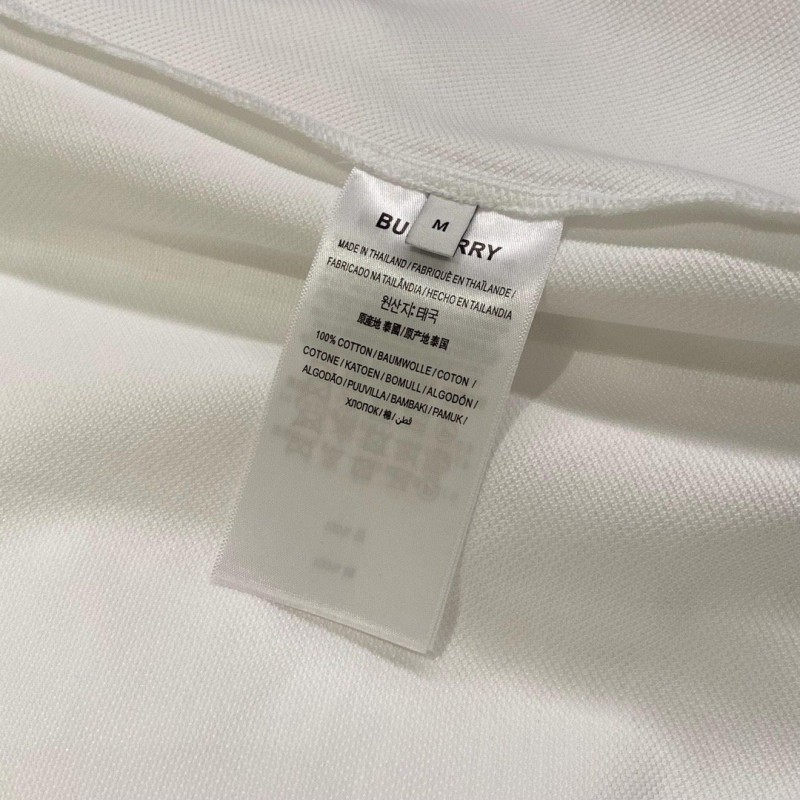 M
BU RRY
MADE IN THAILAND / FABRIQUÉ EN THAÏLANDE /
FABRICADO NA TAILÂNDIA / HECHO EN TAILANDIA
원산지: 태국
原産地 泰國 / 原产地 泰国
100% COTTON / BAUMWOLLE / COTON /
COTONE / KATOEN / BOMULL / ALGODÓN /
ALGODÃO / PUUVILLA / BAMBAKI / PAMUK /
ХЛОПОК / 棉 / قطن